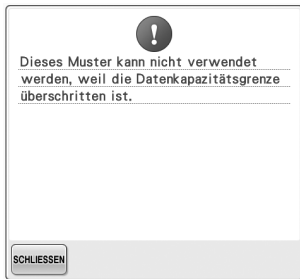 Dieses Muster kann nicht verwendet
werden, weil die Datenkapazitätsgrenze
überschritten ist.
SCHLIESSEN